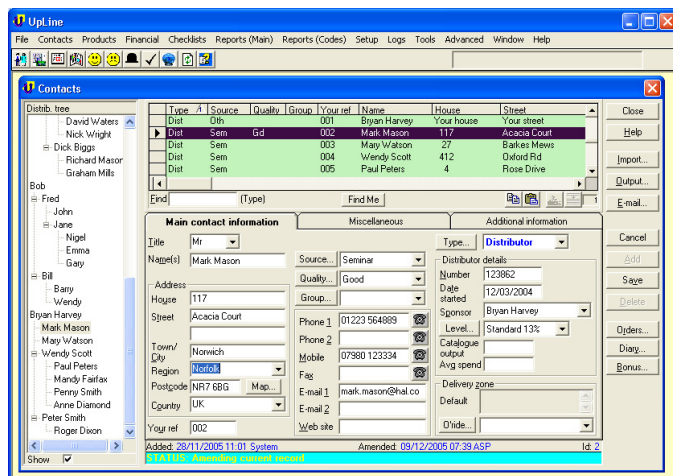 UpLine
File Contacts Products Financial Checklists Reports (Main) Reports (Codes) Setup Logs Tools Advanced Window Help
Contacts
Distrib. tree
David Waters
Nick Wright
Dick Biggs
Richard Mason
Graham Mills
Bob
Fred
John
Jane
Nigel
Emma
Gary
Bill
Barry
Wendy
Bryan Harvey
Mark Mason
Mary Watson
Wendy Scott
Paul Peters
Mandy Fairfax
Penny Smith
Anne Diamond
Peter Smith
Roger Dixon
Show
Type Source Quality Group Your ref Name House Street
Dist Oth 001 Bryan Harvey Your house Your street
Dist Sem Gd 002 Mark Mason 117 Acacia Court
Dist Sem 003 Mary Watson 27 Barkes Mews
Dist Sem 004 Wendy Scott 412 Oxford Rd
Dist Sem 005 Paul Peters 4 Rose Drive
Find (Type) Find Me 1
Main contact information Miscellaneous Additional information
Title Mr
Name(s) Mark Mason
Address
House 117
Street Acacia Court
Town/
City Norwich
Region Norfolk
Postcode NR7 6BG Map...
Country UK
Your ref 002
Source... Seminar
Quality... Good
Group...
Phone 1 01223 564889
Phone 2
Mobile 07980 123334
Fax
E-mail 1 mark.mason@hal.co
E-mail 2
Web site
Type... Distributor
Distributor details
Number 123862
Date
started 12/03/2004
Sponsor Bryan Harvey
Level... Standard 13%
Catalogue
output
Avg spend
Delivery zone
Default
O'ride...
Added: 28/11/2005 11:01 System Amended: 09/12/2005 07:39 ASP Id: 2
STATUS: Amending current record
Close
Help
Import...
Output...
E-mail...
Cancel
Add
Save
Delete
Orders...
Diary...
Bonus...